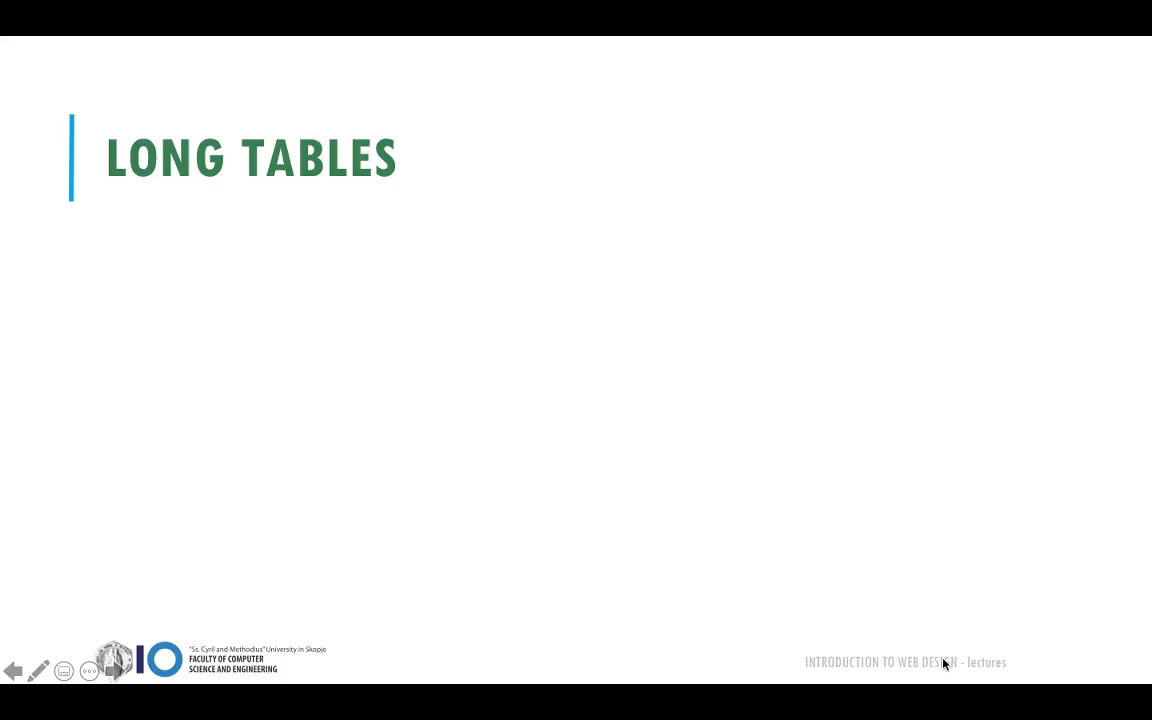 LONG TABLES
"Ss. Cyril and Methodius" University in Skopje
FACULTY OF COMPUTER
SCIENCE AND ENGINEERING
INTRODUCTION TO WEB DESIGN - lectures